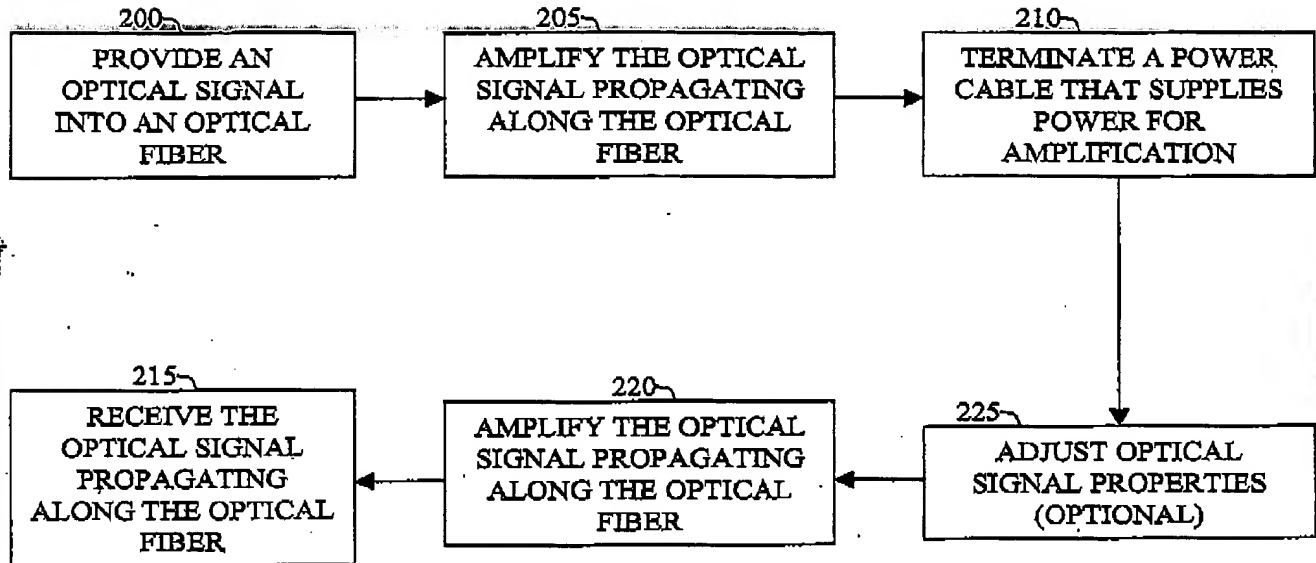 200
PROVIDE AN
OPTICAL SIGNAL
INTO AN OPTICAL
FIBER
205
AMPLIFY THE OPTICAL
SIGNAL PROPAGATING
ALONG THE OPTICAL
FIBER
210
TERMINATE A POWER
CABLE THAT SUPPLIES
POWER FOR
AMPLIFICATION
215
RECEIVE THE
OPTICAL SIGNAL
PROPAGATING
ALONG THE OPTICAL
FIBER
220
AMPLIFY THE OPTICAL
SIGNAL PROPAGATING
ALONG THE OPTICAL
FIBER
225
ADJUST OPTICAL
SIGNAL PROPERTIES
(OPTIONAL)